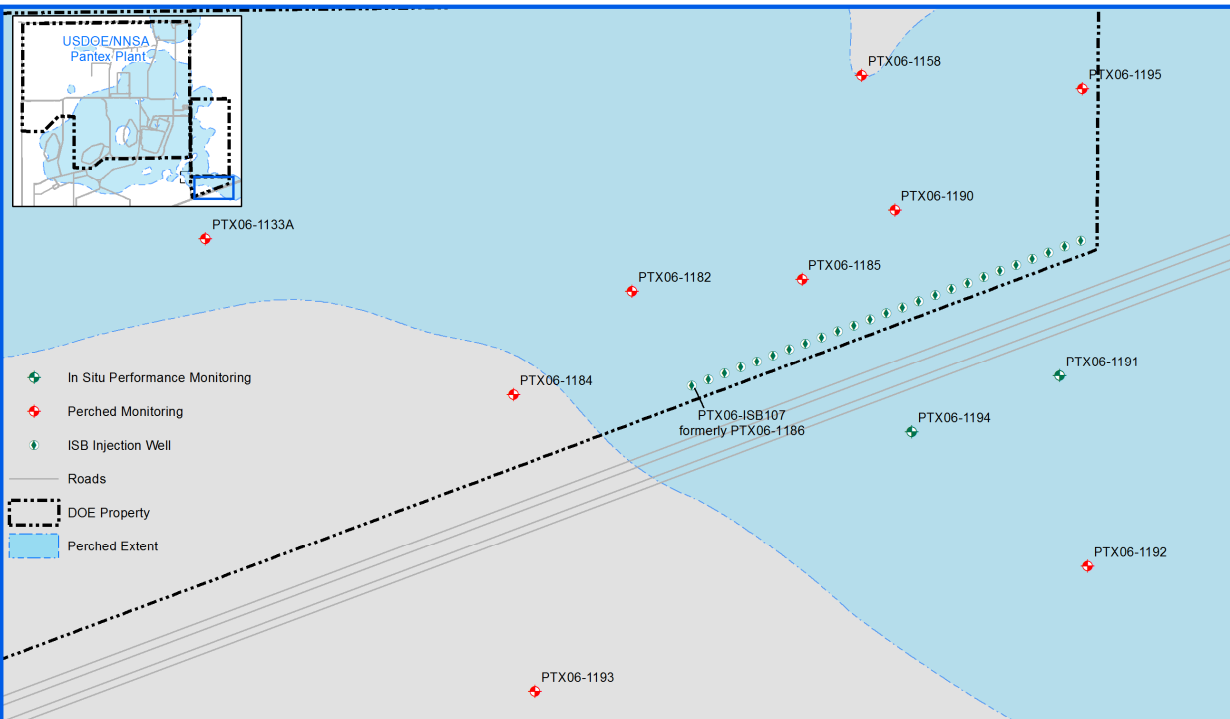 USDOE/NNSA
Pantex Plant
PTX06-1158
PTX06-1195
PTX06-1190
PTX06-1133A
PTX06-1182
PTX06-1185
PTX06-1191
PTX06-1184
PTX06-ISB107
formerly PTX06-1186
PTX06-1194
In Situ Performance Monitoring
Perched Monitoring
ISB Injection Well
Roads
DOE Property
Perched Extent
PTX06-1192
PTX06-1193